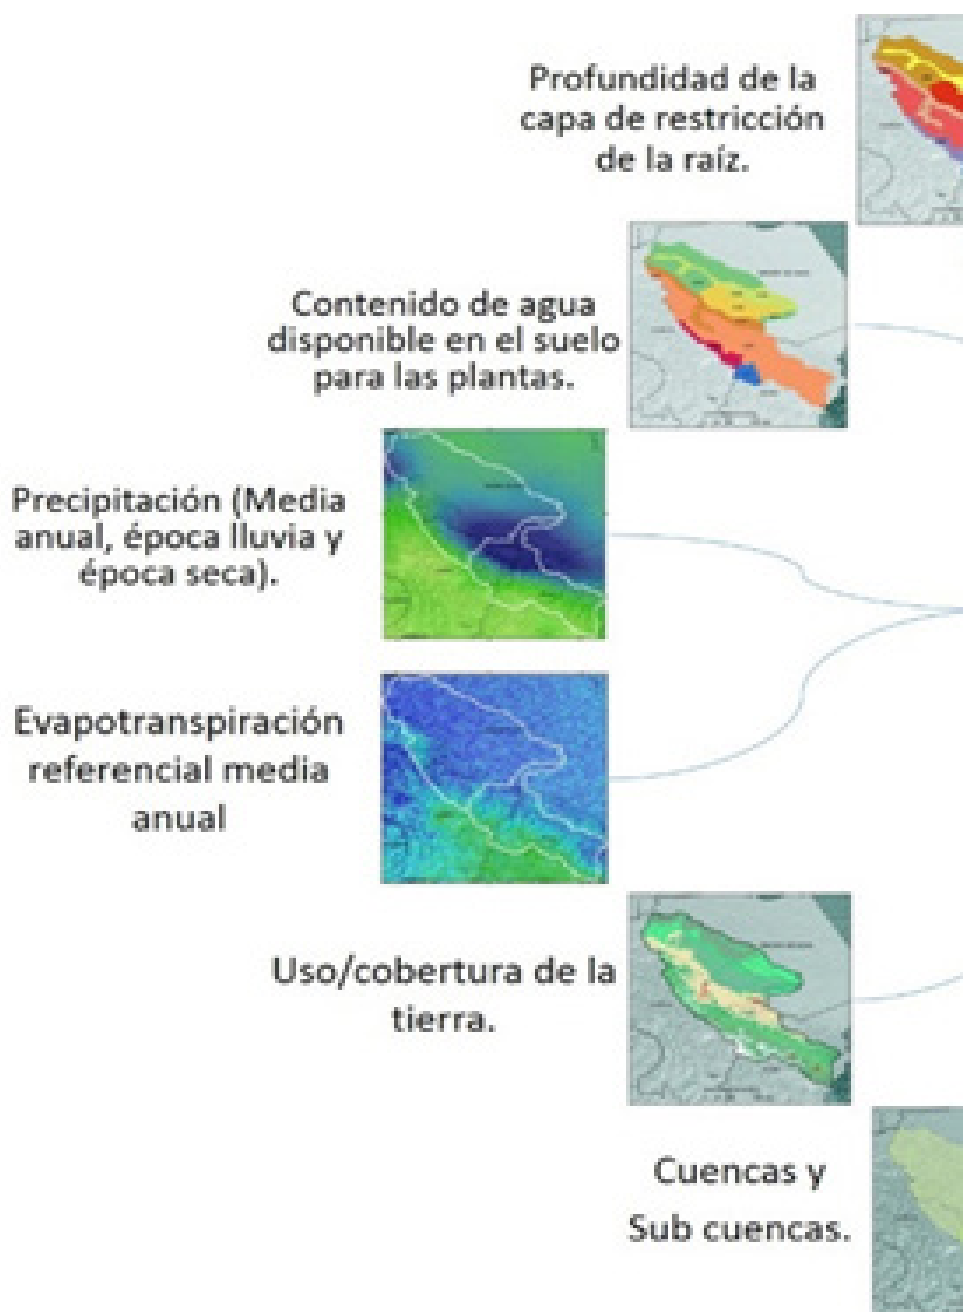 Profundidad de la
capa de restricción
de la raíz.
Contenido de agua
disponible en el suelo
para las plantas.
Precipitación (Media
anual, época lluvia y
época seca).
Evapotranspiración
referencial media
anual
Uso/cobertura de la
tierra.
Cuencas y
Sub cuencas.